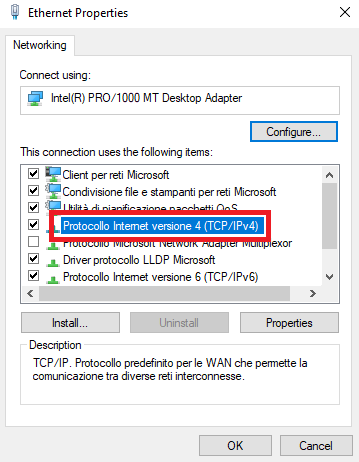 Ethernet Properties
Networking
Connect using:
Intel(R) PRO/1000 MT Desktop Adapter
Configure...
This connection uses the following items:
Client per reti Microsoft
Condivisione file e stampanti per reti Microsoft
Utilità di pianificazione pacchetti QoS
Protocollo Internet versione 4 (TCP/IPv4)
Protocollo Microsoft Network Adapter Multiplexor
Driver protocollo LLDP Microsoft
Protocollo Internet versione 6 (TCP/IPv6)
Install...
Uninstall
Properties
Description
TCP/IP. Protocollo predefinito per le WAN che permette la
comunicazione tra diverse reti interconnesse.
OK
Cancel